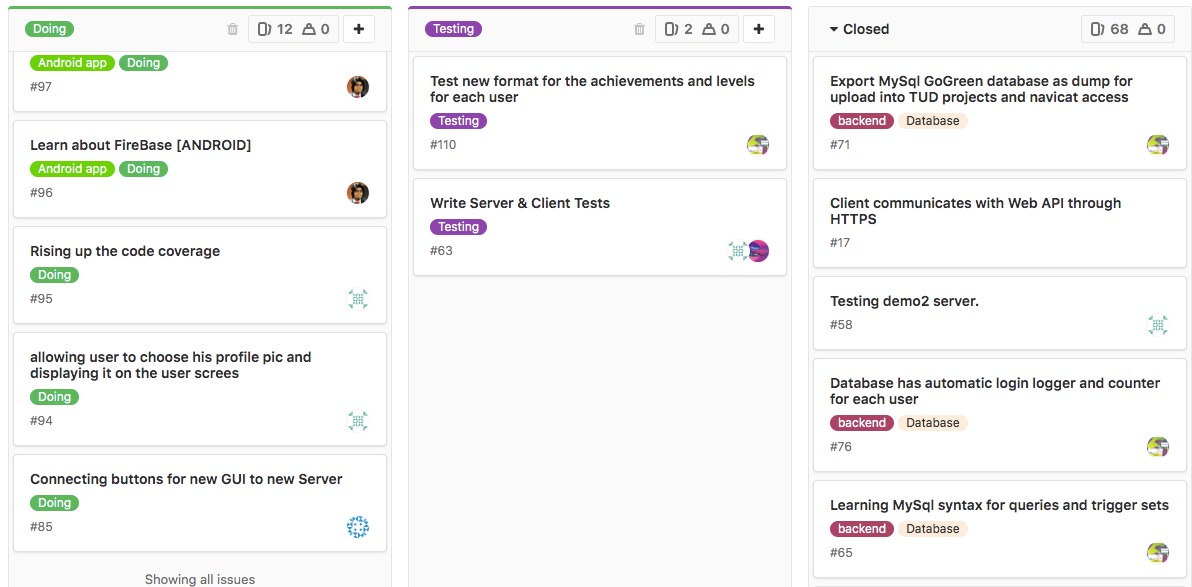 Doing
12 0
Android app Doing
#97
Learn about FireBase [ANDROID]
Android app Doing
#96
Rising up the code coverage
Doing
#95
allowing user to choose his profile pic and
displaying it on the user screes
Doing
#94
Connecting buttons for new GUI to new Server
Doing
#85
Showing all issues
Testing
2 0
Test new format for the achievements and levels
for each user
Testing
#110
Write Server & Client Tests
Testing
#63
Closed
68 0
Export MySql GoGreen database as dump for
upload into TUD projects and navicat access
backend Database
#71
Client communicates with Web API through
HTTPS
#17
Testing demo2 server.
#58
Database has automatic login logger and counter
for each user
backend Database
#76
Learning MySql syntax for queries and trigger sets
backend Database
#65